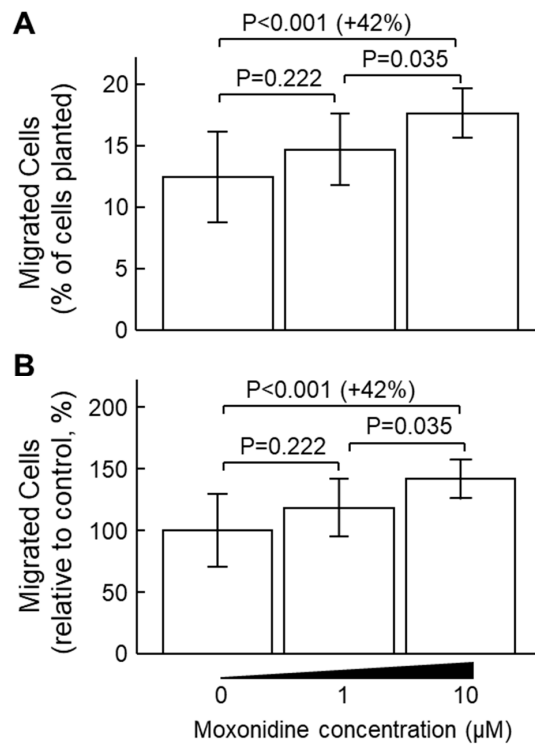 A
P<0.001 (+42%)
P=0.222
P=0.035
Migrated Cells
(% of cells planted)
20
15
10
5
0
B
P<0.001 (+42%)
P=0.222
P=0.035
Migrated Cells
(relative to control, %)
200
150
100
50
0
0 1 10
Moxonidine concentration (µM)